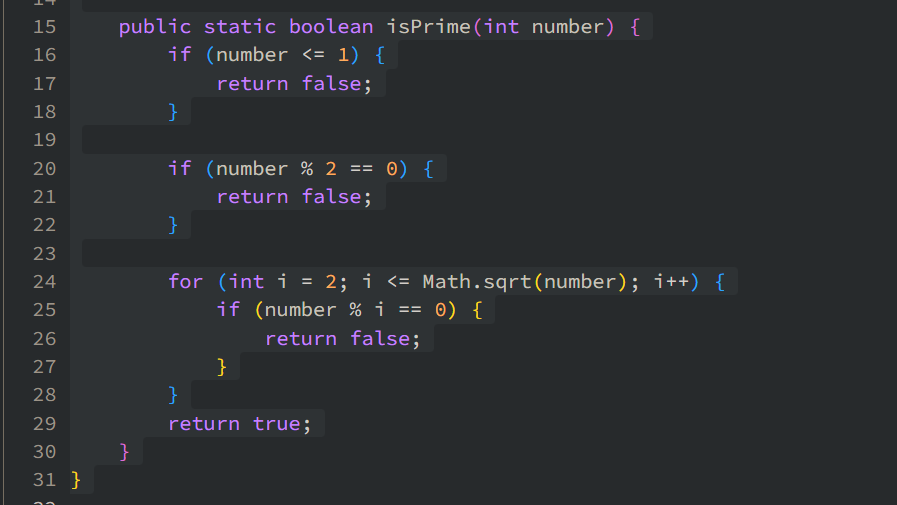 14
15 public static boolean isPrime(int number) {
16 if (number <= 1) {
17 return false;
18 }
19
20 if (number % 2 == 0) {
21 return false;
22 }
23
24 for (int i = 2; i <= Math.sqrt(number); i++) {
25 if (number % i == 0) {
26 return false;
27 }
28 }
29 return true;
30 }
31 }